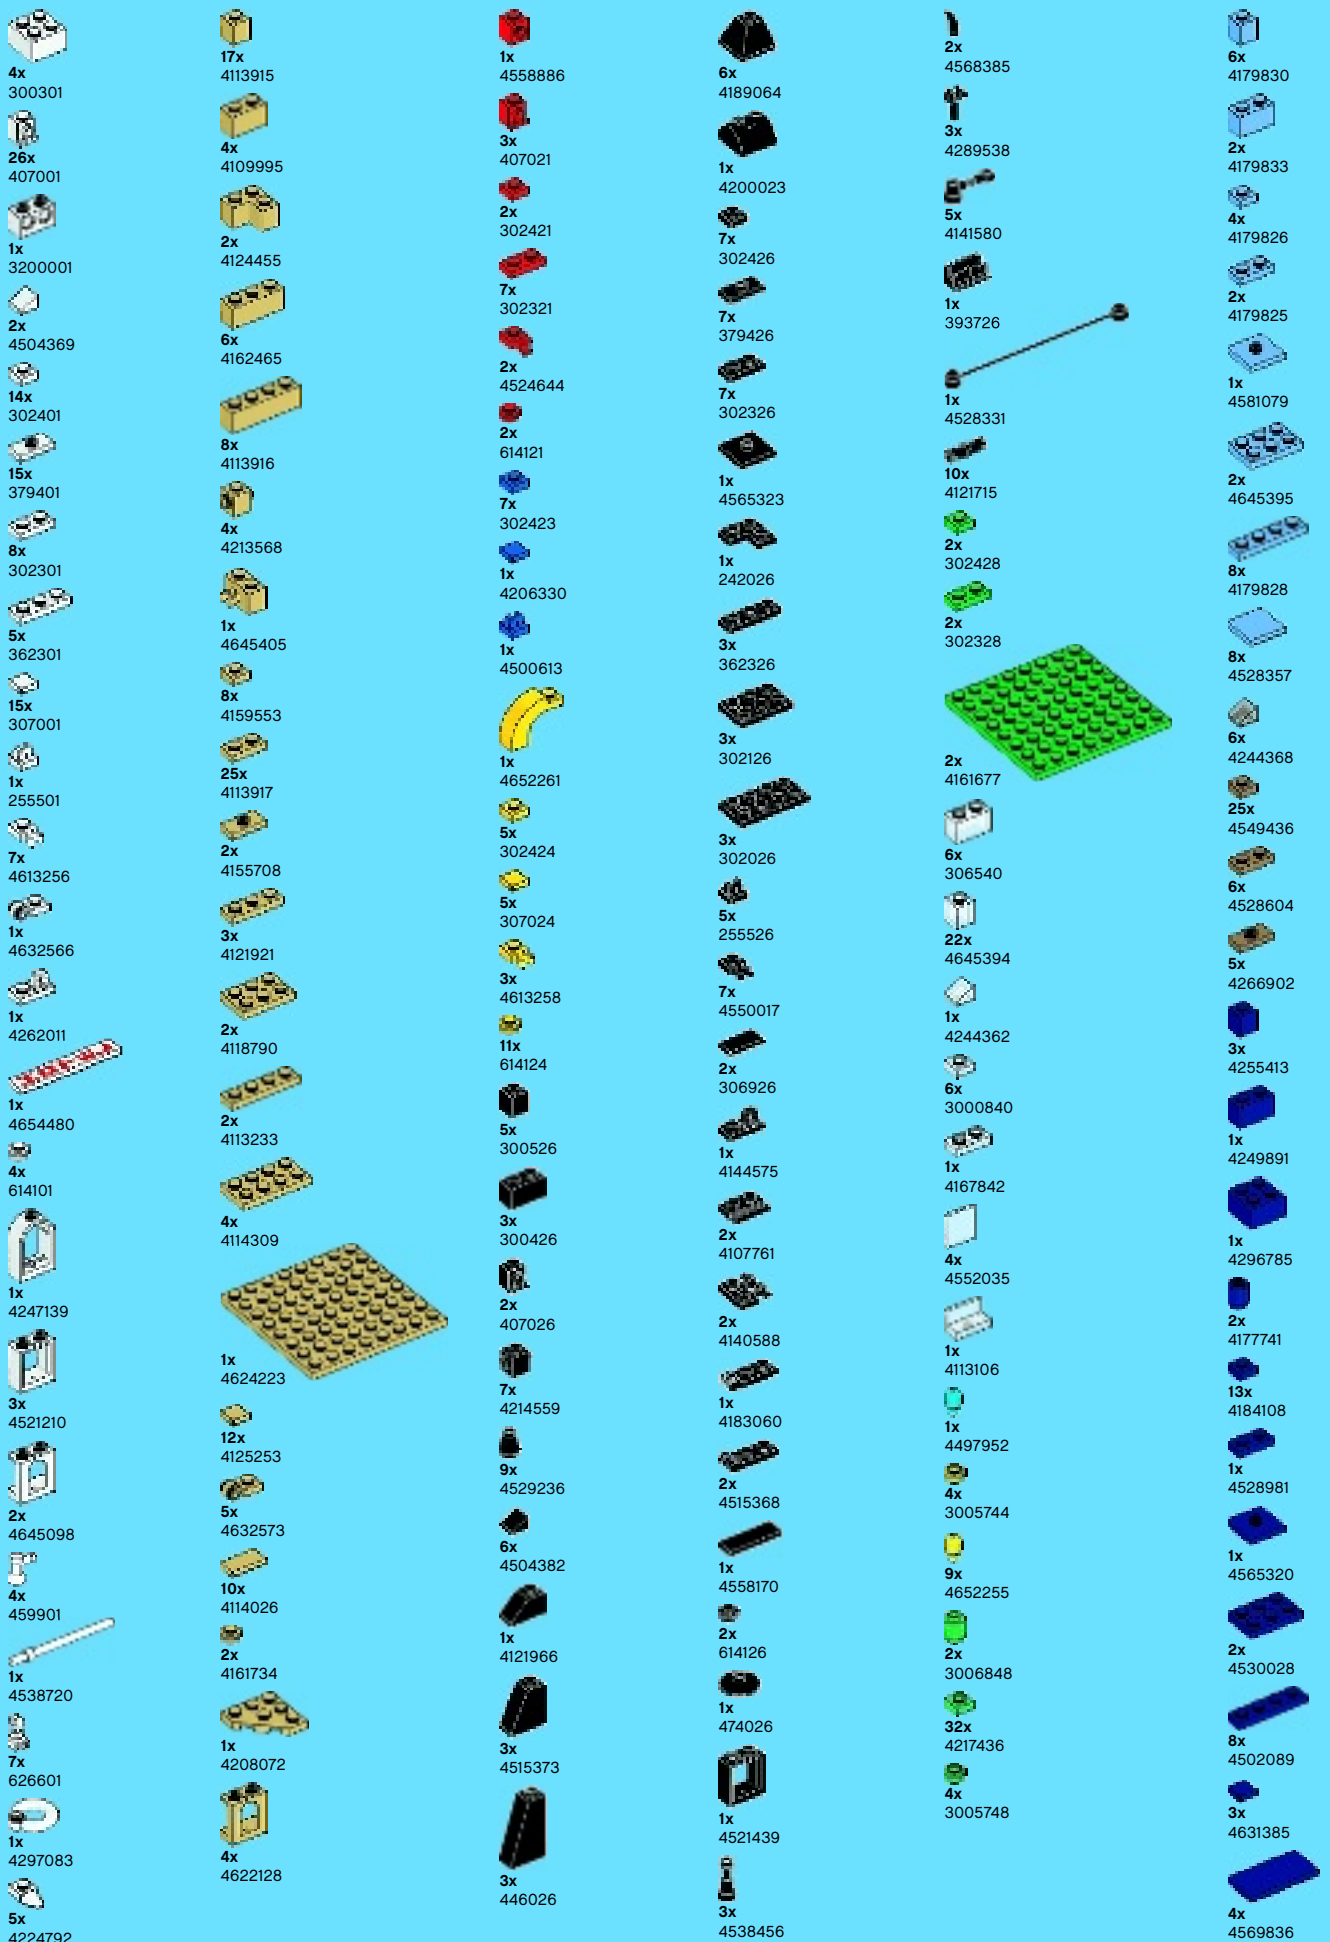 4x
300301
26x
407001
1x
3200001
2x
4504369
14x
302401
15x
379401
8x
302301
5x
362301
15x
307001
1x
255501
7x
4613256
1x
4632566
1x
4262011
1x
4654480
4x
614101
1x
4247139
3x
4521210
2x
4645098
4x
459901
1x
4538720
7x
626601
1x
4297083
5x
4224792
17x
4113915
4x
4109995
2x
4124455
6x
4162465
8x
4113916
4x
4213568
1x
4645405
8x
4159553
25x
4113917
2x
4155708
3x
4121921
2x
4118790
2x
4113233
4x
4114309
1x
4624223
12x
4125253
5x
4632573
10x
4114026
2x
4161734
1x
4208072
4x
4622128
1x
4558886
3x
407021
2x
302421
7x
302321
2x
4524644
2x
614121
7x
302423
1x
4206330
1x
4500613
1x
4652261
5x
302424
5x
307024
3x
4613258
11x
614124
5x
300526
3x
300426
2x
407026
7x
4214559
9x
4529236
6x
4504382
1x
4121966
3x
4515373
3x
446026
6x
4189064
1x
4200023
7x
302426
7x
379426
7x
302326
1x
4565323
1x
242026
3x
362326
3x
302126
3x
302026
5x
255526
7x
4550017
2x
306926
1x
4144575
2x
4107761
2x
4140588
1x
4183060
2x
4515368
1x
4558170
2x
614126
1x
474026
1x
4521439
3x
4538456
2x
4568385
3x
4289538
5x
4141580
1x
393726
1x
4528331
10x
4121715
2x
302428
2x
302328
2x
4161677
6x
306540
22x
4645394
1x
4244362
6x
3000840
1x
4167842
4x
4552035
1x
4113106
1x
4497952
4x
3005744
9x
4652255
2x
3006848
32x
4217436
4x
3005748
6x
4179830
2x
4179833
4x
4179826
2x
4179825
1x
4581079
2x
4645395
8x
4179828
8x
4528357
6x
4244368
25x
4549436
6x
4528604
5x
4266902
3x
4255413
1x
4249891
1x
4296785
2x
4177741
13x
4184108
1x
4528981
1x
4565320
2x
4530028
8x
4502089
3x
4631385
4x
4569836